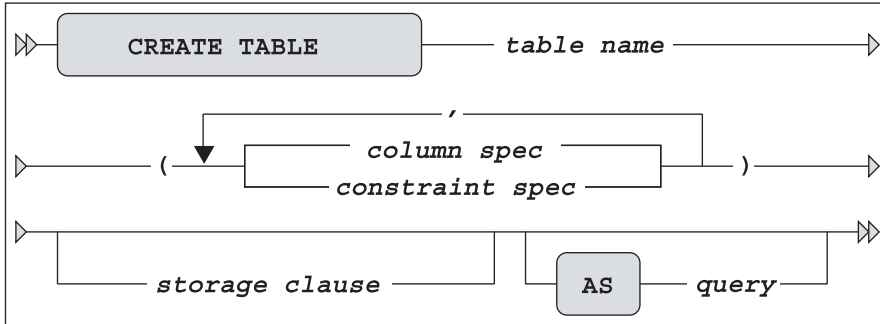 CREATE TABLE table name
,
( column spec )
constraint spec
storage clause AS query